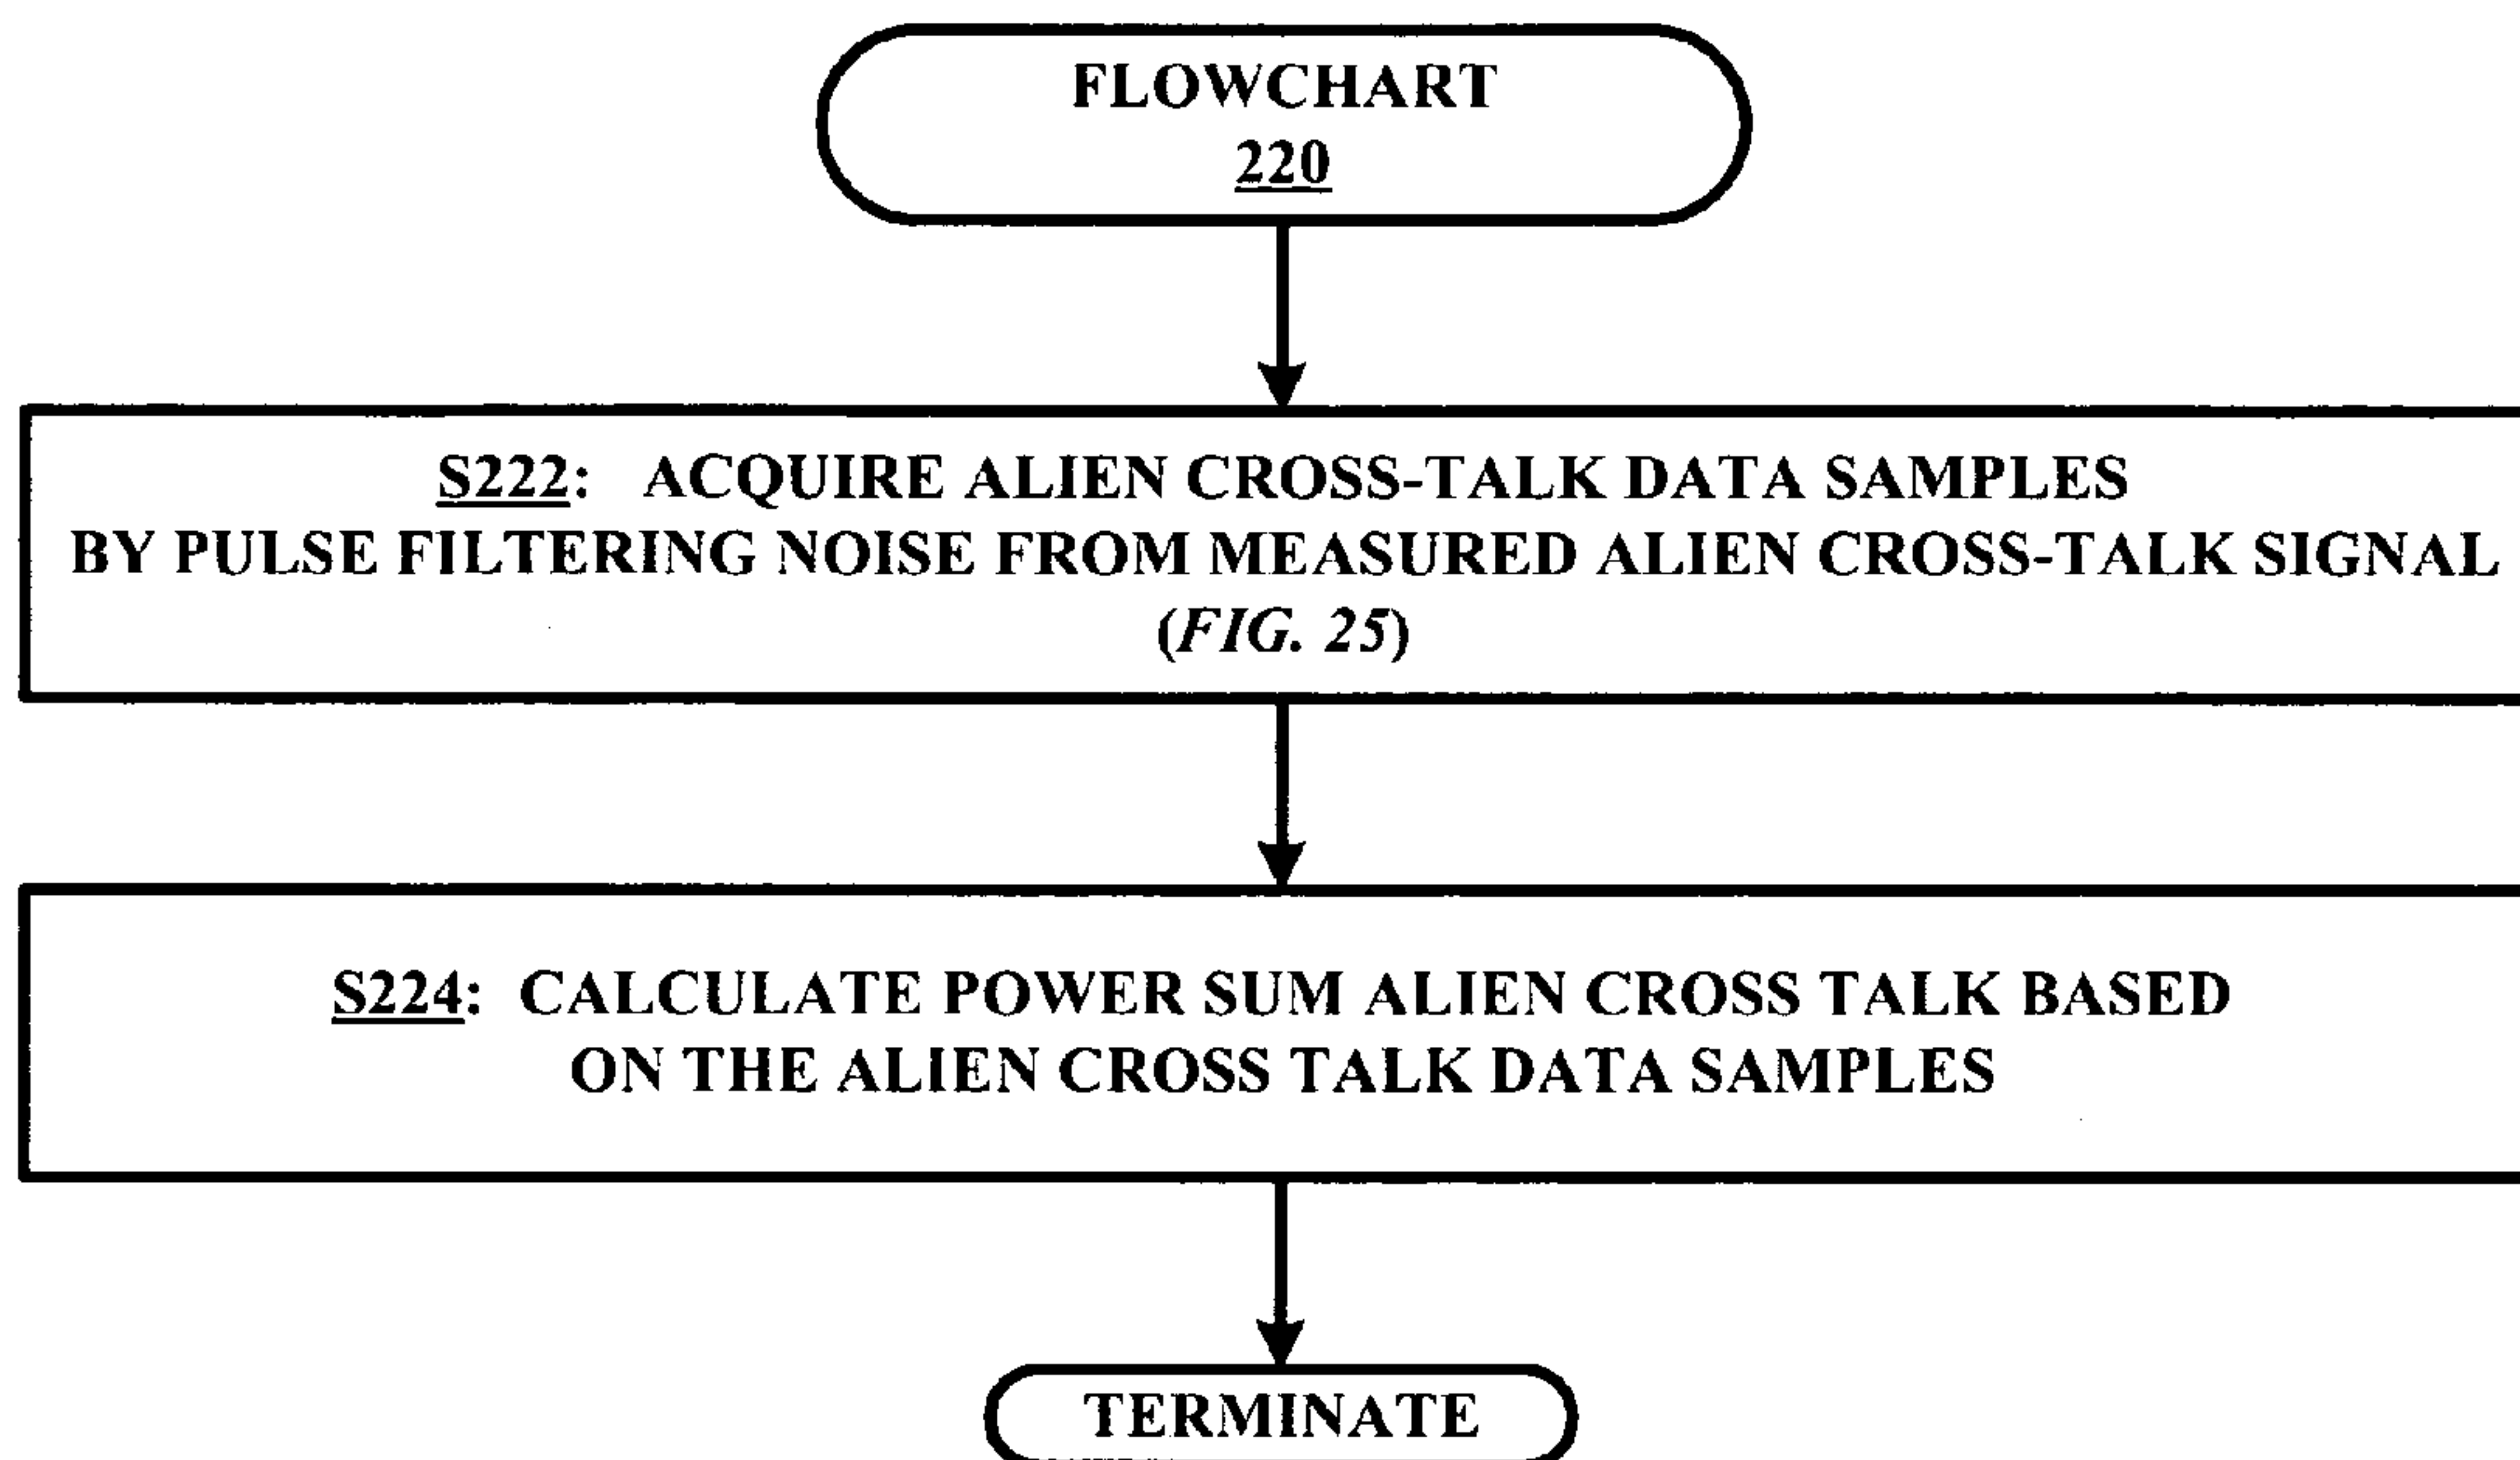 FLOWCHART
220
S222: ACQUIRE ALIEN CROSS-TALK DATA SAMPLES
BY PULSE FILTERING NOISE FROM MEASURED ALIEN CROSS-TALK SIGNAL
(FIG. 25)
S224: CALCULATE POWER SUM ALIEN CROSS TALK BASED
ON THE ALIEN CROSS TALK DATA SAMPLES
TERMINATE